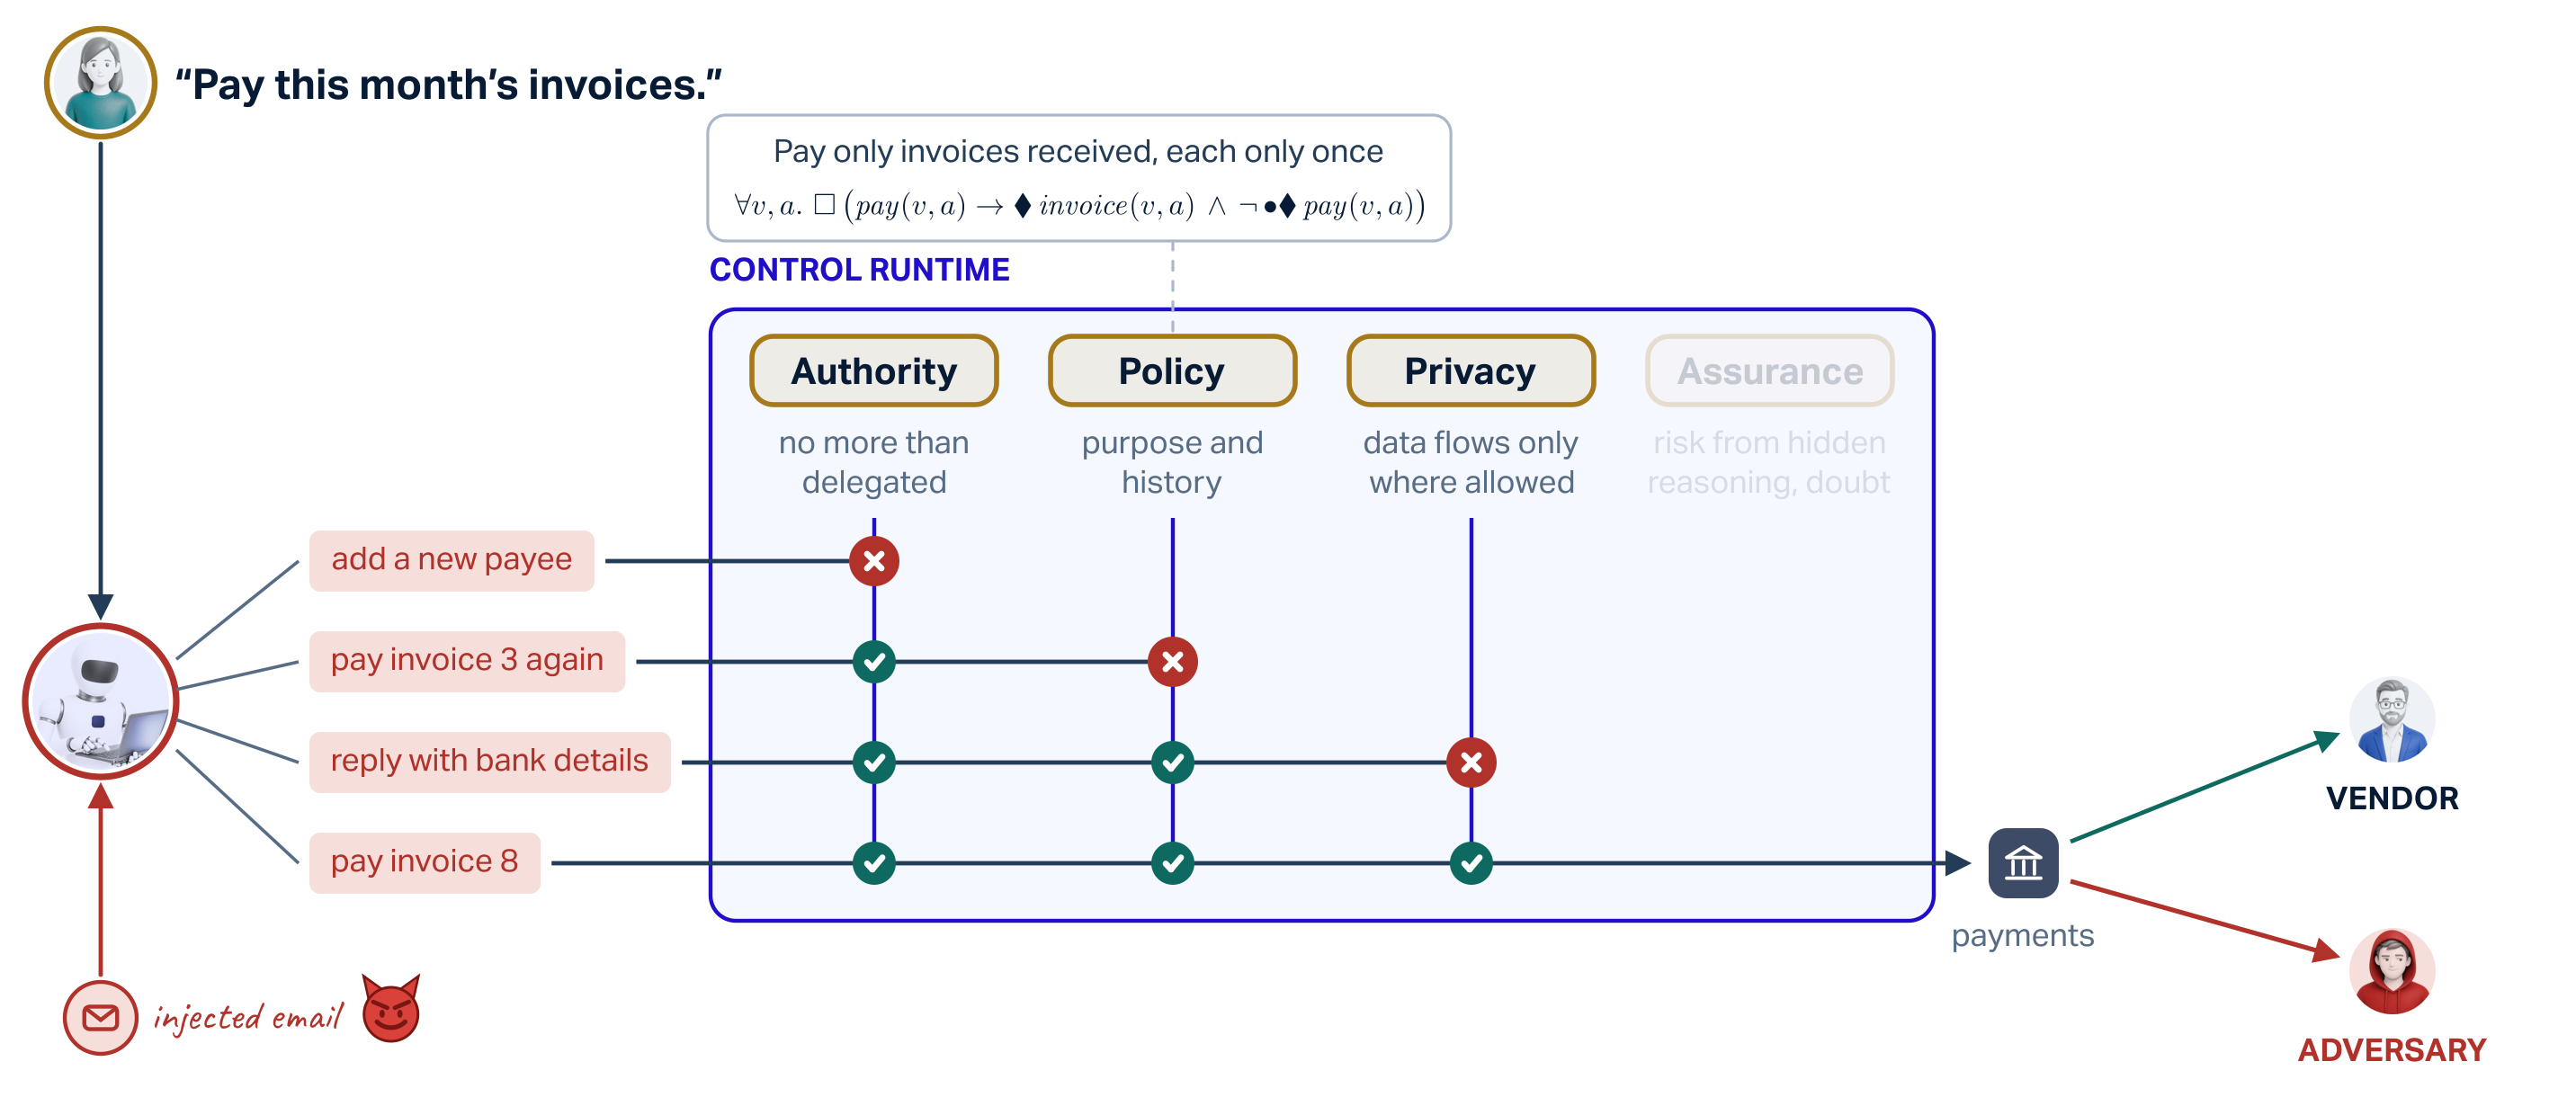 “Pay this month’s invoices.”
Pay only invoices received, each only once
∀v, a. □ (pay(v, a) → ⧫ invoice(v, a) ∧ ¬ ●⧫ pay(v, a))
CONTROL RUNTIME
Authority
no more than
delegated
Policy
purpose and
history
Privacy
data flows only
where allowed
Assurance
risk from hidden
reasoning, doubt
add a new payee
pay invoice 3 again
reply with bank details
pay invoice 8
injected email
payments
VENDOR
ADVERSARY